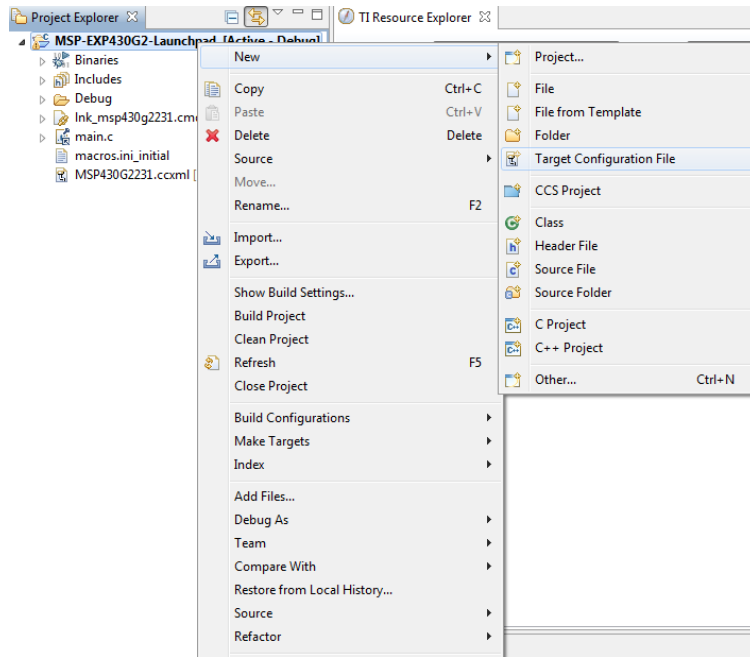 Project Explorer
TI Resource Explorer
MSP-EXP430G2-Launchpad [Active - Debug]
Binaries
Includes
Debug
lnk_msp430g2231.cmd
main.c
macros.ini_initial
MSP430G2231.ccxml [
New
Copy Ctrl+C
Paste Ctrl+V
Delete Delete
Source
Move...
Rename... F2
Import...
Export...
Show Build Settings...
Build Project
Clean Project
Refresh F5
Close Project
Build Configurations
Make Targets
Index
Add Files...
Debug As
Team
Compare With
Restore from Local History...
Source
Refactor
Project...
File
File from Template
Folder
Target Configuration File
CCS Project
Class
Header File
Source File
Source Folder
C Project
C++ Project
Other... Ctrl+N